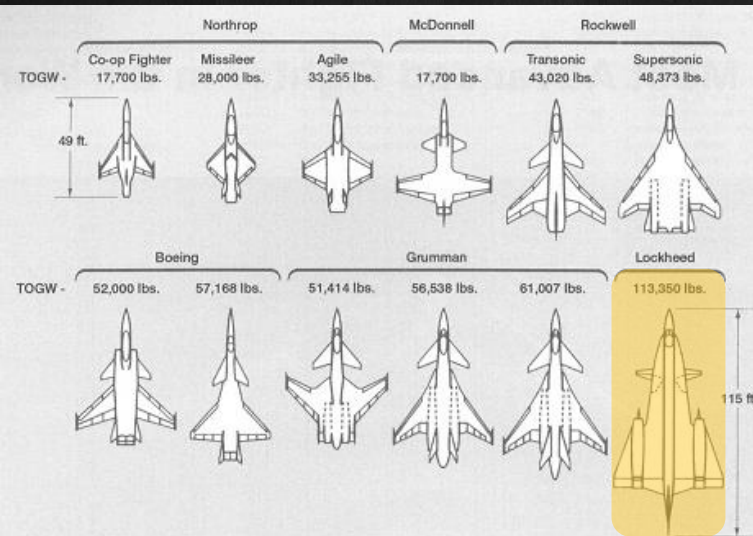 Northrop McDonnell Rockwell
Co-op Fighter Missileer Agile Transonic Supersonic
TOGW - 17,700 lbs. 28,000 lbs. 33,255 lbs. 17,700 lbs. 43,020 lbs. 48,373 lbs.
49 ft.
Boeing Grumman Lockheed
TOGW - 52,000 lbs. 57,168 lbs. 51,414 lbs. 56,538 lbs. 61,007 lbs. 113,350 lbs.
115 ft